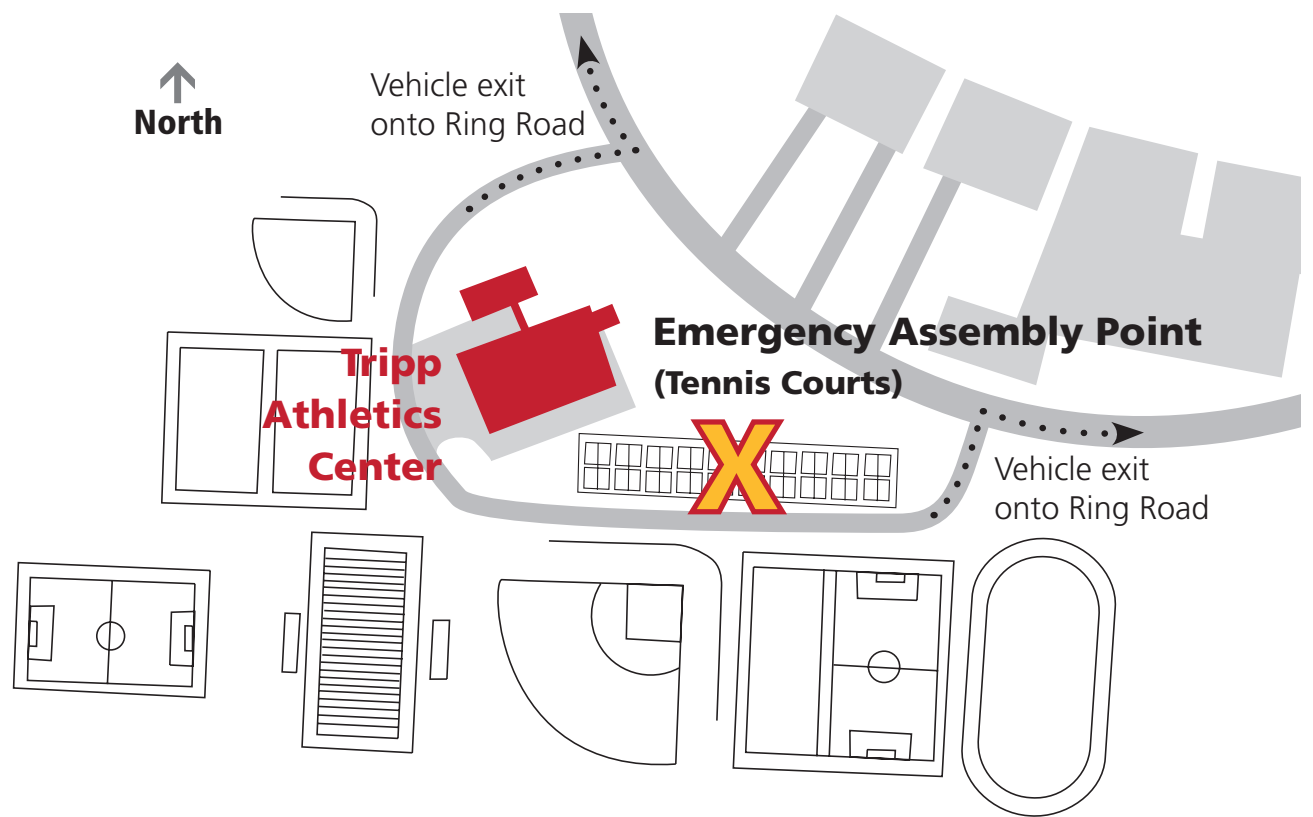 Vehicle exit
onto Ring Road
North
Emergency Assembly Point
(Tennis Courts)
Tripp
Athletics
Center
X
Vehicle exit
onto Ring Road